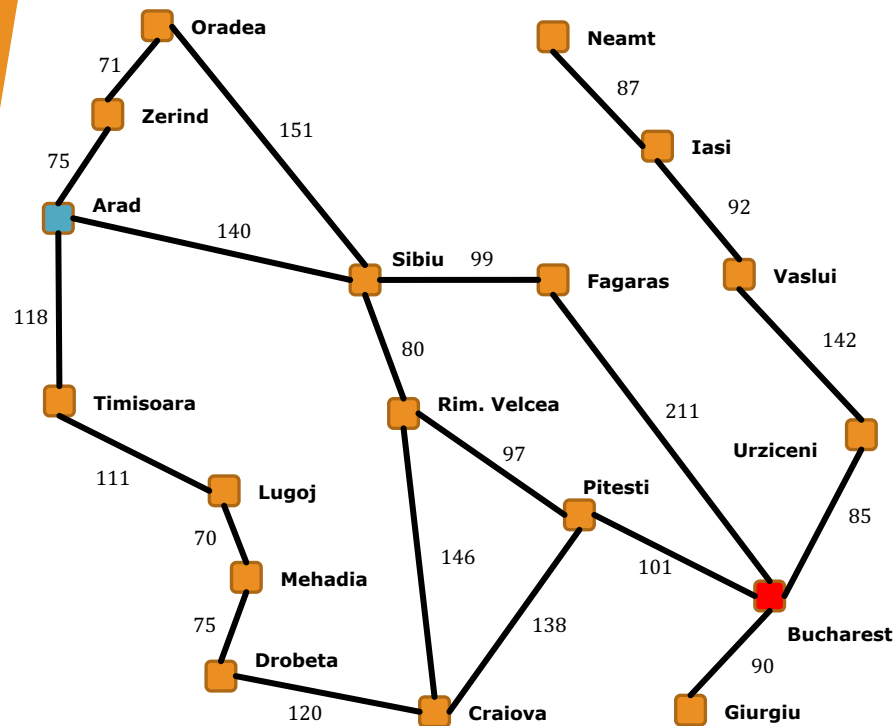 Oradea
Neamt
71
87
Zerind
151
Iasi
75
Arad
92
140
Sibiu
99
Fagaras
Vaslui
118
142
80
Timisoara
Rim. Velcea
211
Urziceni
97
111
Pitesti
Lugoj
85
70
146
101
Mehadia
75
138
Bucharest
Drobeta
90
120
Craiova
Giurgiu